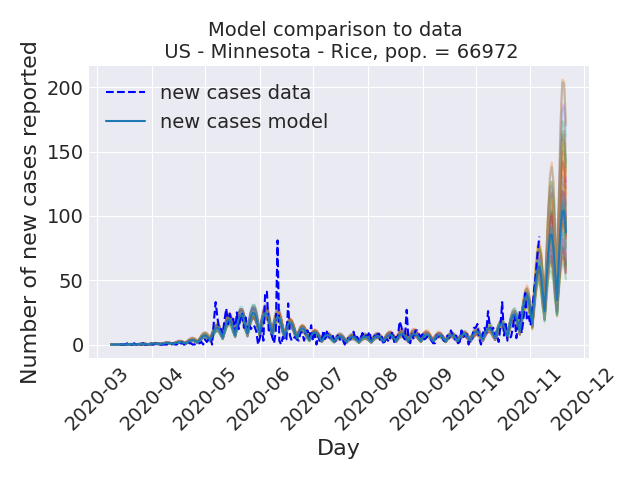 Model comparison to data
US - Minnesota - Rice, pop. = 66972
Number of new cases reported
200
150
100
50
0
new cases data
new cases model
2020-03
2020-04
2020-05
2020-06
2020-07
2020-08
2020-09
2020-10
2020-11
2020-12
Day